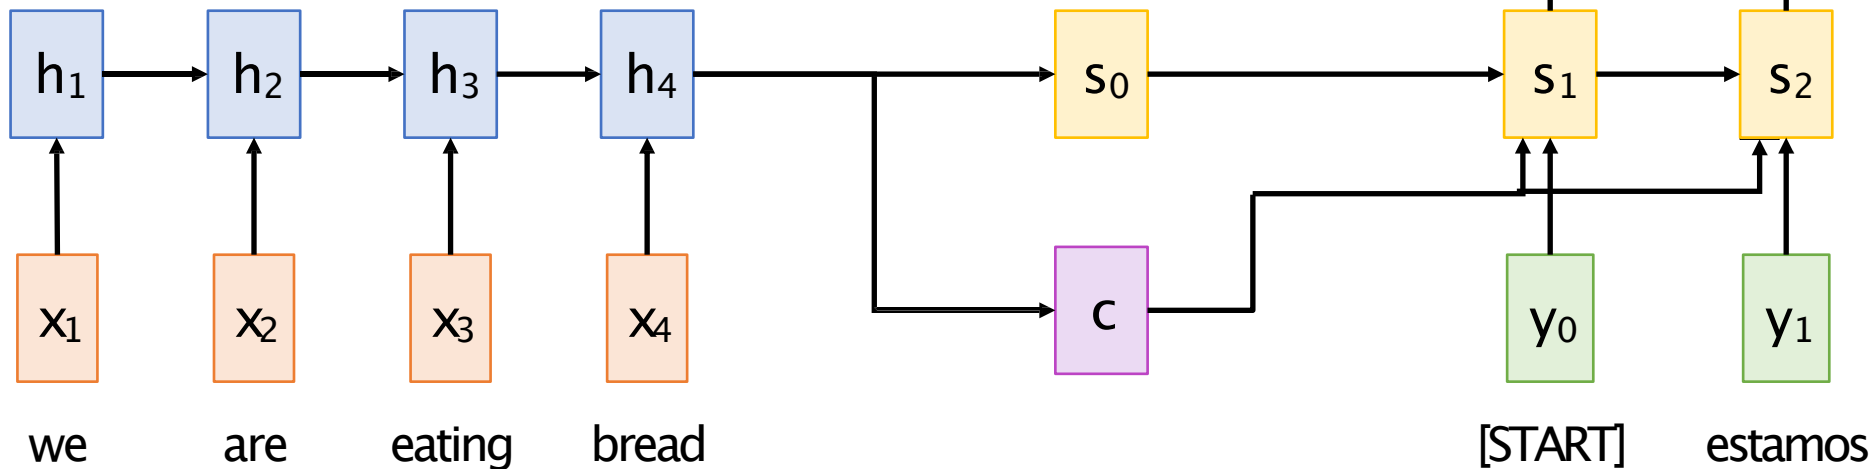 h1 h2 h3 h4 s0 s1 s2
x1 x2 x3 x4 c y0 y1
we are eating bread [START] estamos